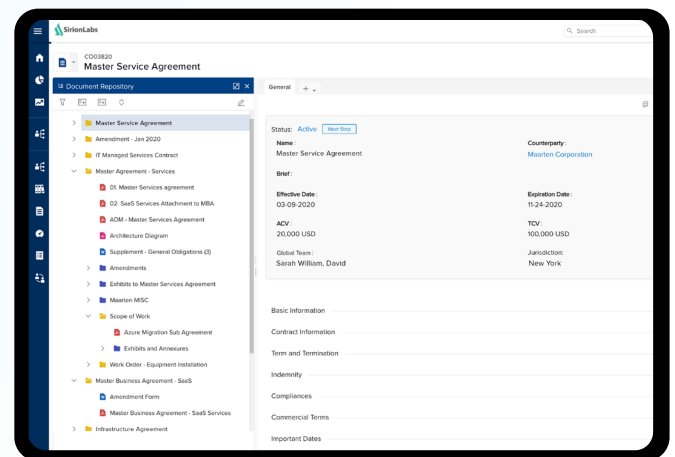 SirionLabs
Search
CO03820
Master Service Agreement
Document Repository
Master Service Agreement
Amendment - Jan 2020
IT Managed Services Contract
Master Agreement - Services
01. Master Services agreement
02. SaaS Services Attachment to MBA
ADM - Master Services Agreement
Architecture Diagram
Supplement - General Obligations (3)
Amendments
Exhibits to Master Services Agreement
Maarten MISC
Scope of Work
Azure Migration Sub Agreement
Exhibits and Annexures
Work Order - Equipment Installation
Master Business Agreement - SaaS
Amendment Form
Master Business Agreement - SaaS Services
Infrastructure Agreement
General
Status: Active Next Step
Name :
Master Service Agreement
Counterparty :
Maarten Corporation
Brief :
Effective Date :
03-09-2020
Expiration Date :
11-24-2020
ACV :
20,000 USD
TCV :
100,000 USD
Global Team :
Sarah William, David
Jurisdiction:
New York
Basic Information
Contract Information
Term and Termination
Indemnity
Compliances
Commercial Terms
Important Dates